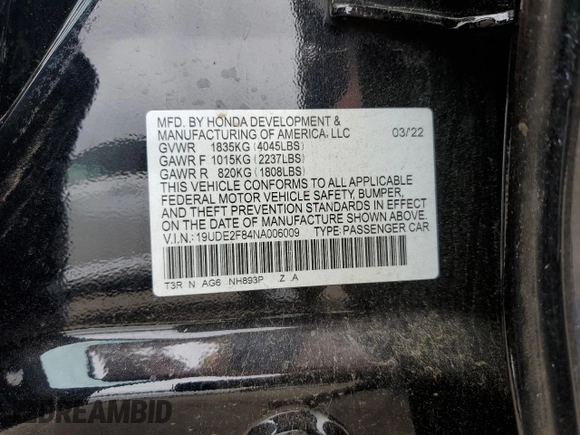 MFD. BY HONDA DEVELOPMENT &
MANUFACTURING OF AMERICA, LLC 03/22
GVWR 1835KG (4045LBS)
GAWR F 1015KG (2237LBS)
GAWR R 820KG (1808LBS)
THIS VEHICLE CONFORMS TO ALL APPLICABLE
FEDERAL MOTOR VEHICLE SAFETY, BUMPER,
AND THEFT PREVENTION STANDARDS IN EFFECT
ON THE DATE OF MANUFACTURE SHOWN ABOVE.
V.I.N.: 19UDE2F84NA006009 TYPE: PASSENGER CAR
T3R N AG6 NH893P Z A
DREAMBID